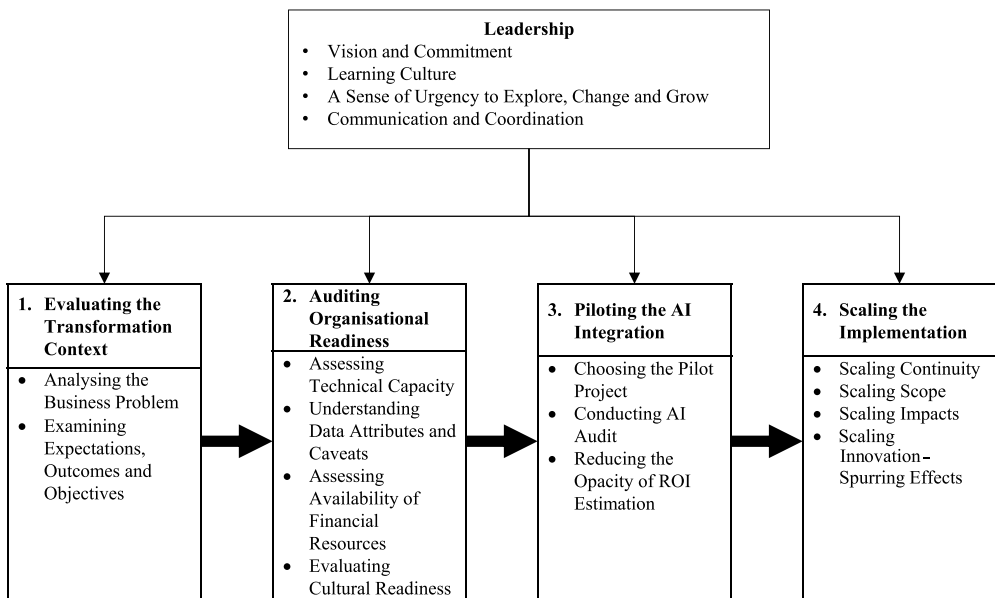 Leadership
• Vision and Commitment
• Learning Culture
• A Sense of Urgency to Explore, Change and Grow
• Communication and Coordination
1. Evaluating the
Transformation
Context
• Analysing the
Business Problem
• Examining
Expectations,
Outcomes and
Objectives
2. Auditing
Organisational
Readiness
• Assessing
Technical Capacity
• Understanding
Data Attributes and
Caveats
• Assessing
Availability of
Financial
Resources
• Evaluating
Cultural Readiness
3. Piloting the AI
Integration
• Choosing the Pilot
Project
• Conducting AI
Audit
• Reducing the
Opacity of ROI
Estimation
4. Scaling the
Implementation
• Scaling Continuity
• Scaling Scope
• Scaling Impacts
• Scaling
Innovation–
Spurring Effects